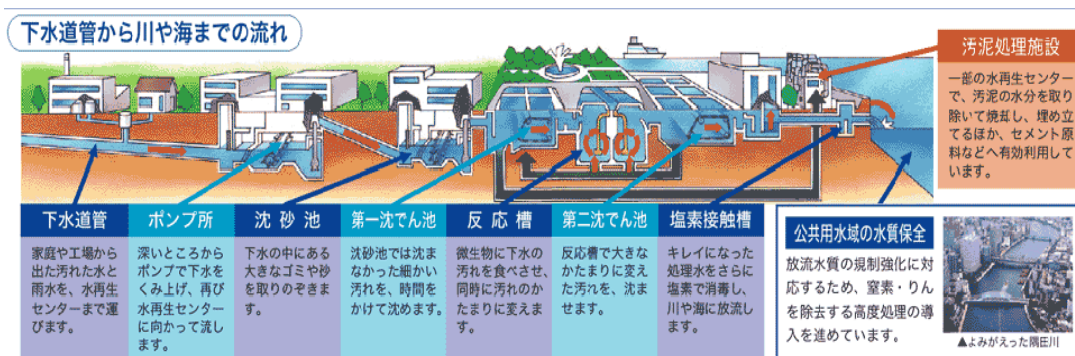 下水道管から川や海までの流れ
汚泥処理施設
一部の水再生センター
で、汚泥の水分を取り
除いて焼却し、埋め立
てるほか、セメント原
料などへ有効利用して
います。
下水道管
家庭や工場から
出た汚れた水と
雨水を、水再生
センターまで運
びます。
ポンプ所
深いところから
ポンプで下水を
くみ上げ、再び
水再生センター
に向かって流し
ます。
沈砂池
下水の中にある
大きなゴミや砂
を取りのぞきま
す。
第一沈でん池
沈砂池では沈ま
なかった細かい
汚れを、時間を
かけて沈めます。
反応槽
微生物に下水の
汚れを食べさせ、
同時に汚れのか
たまりに変えま
す。
第二沈でん池
反応槽で大きな
かたまりに変え
た汚れを、沈ま
せます。
塩素接触槽
キレイになった
処理水をさらに
塩素で消毒し、
川や海に放流し
ます。
公共用水域の水質保全
放流水質の規制強化に対
応するため、窒素・りん
を除去する高度処理の導
入を進めています。
▲よみがえった隅田川